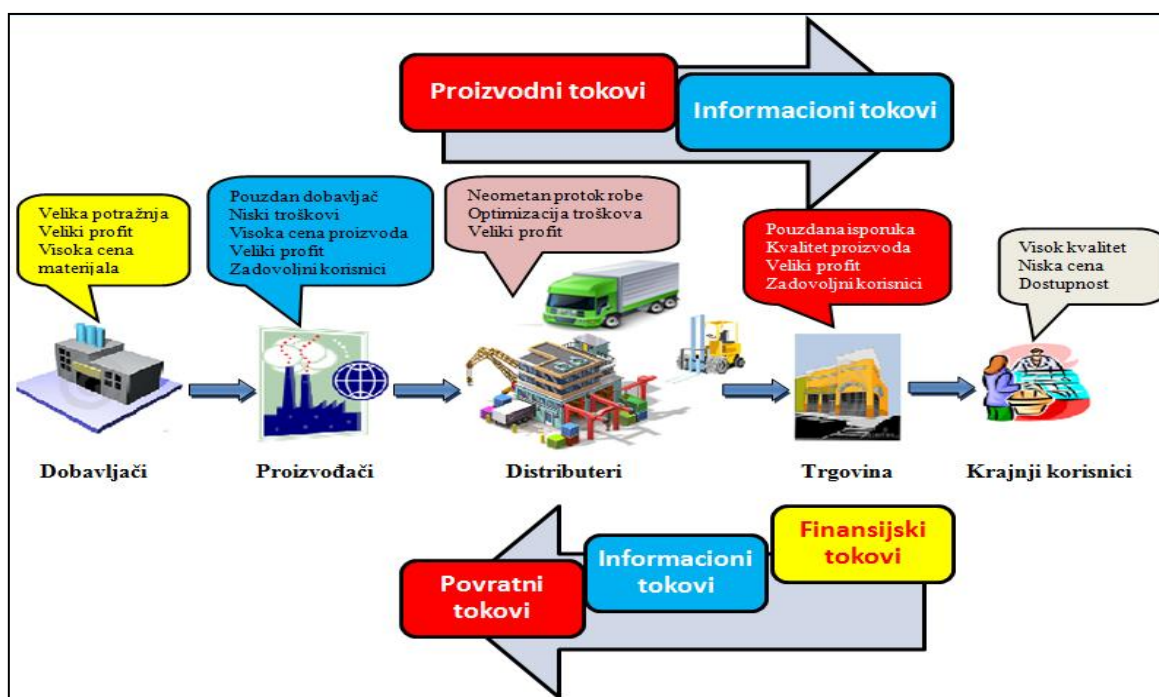 Proizvodni tokovi
Informacioni tokovi
Velika potražnja
Veliki profit
Visoka cena
materijala
Pouzdan dobavljač
Niski troškovi
Visoka cena proizvoda
Veliki profit
Zadovoljni korisnici
Neometan protok robe
Optimizacija troškova
Veliki profit
Pouzdana isporuka
Kvalitet proizvoda
Veliki profit
Zadovoljni korisnici
Visok kvalitet
Niska cena
Dostupnost
Dobavljači
Proizvođači
Distributeri
Trgovina
Krajnji korisnici
Finansijski
tokovi
Informacioni
tokovi
Povratni
tokovi